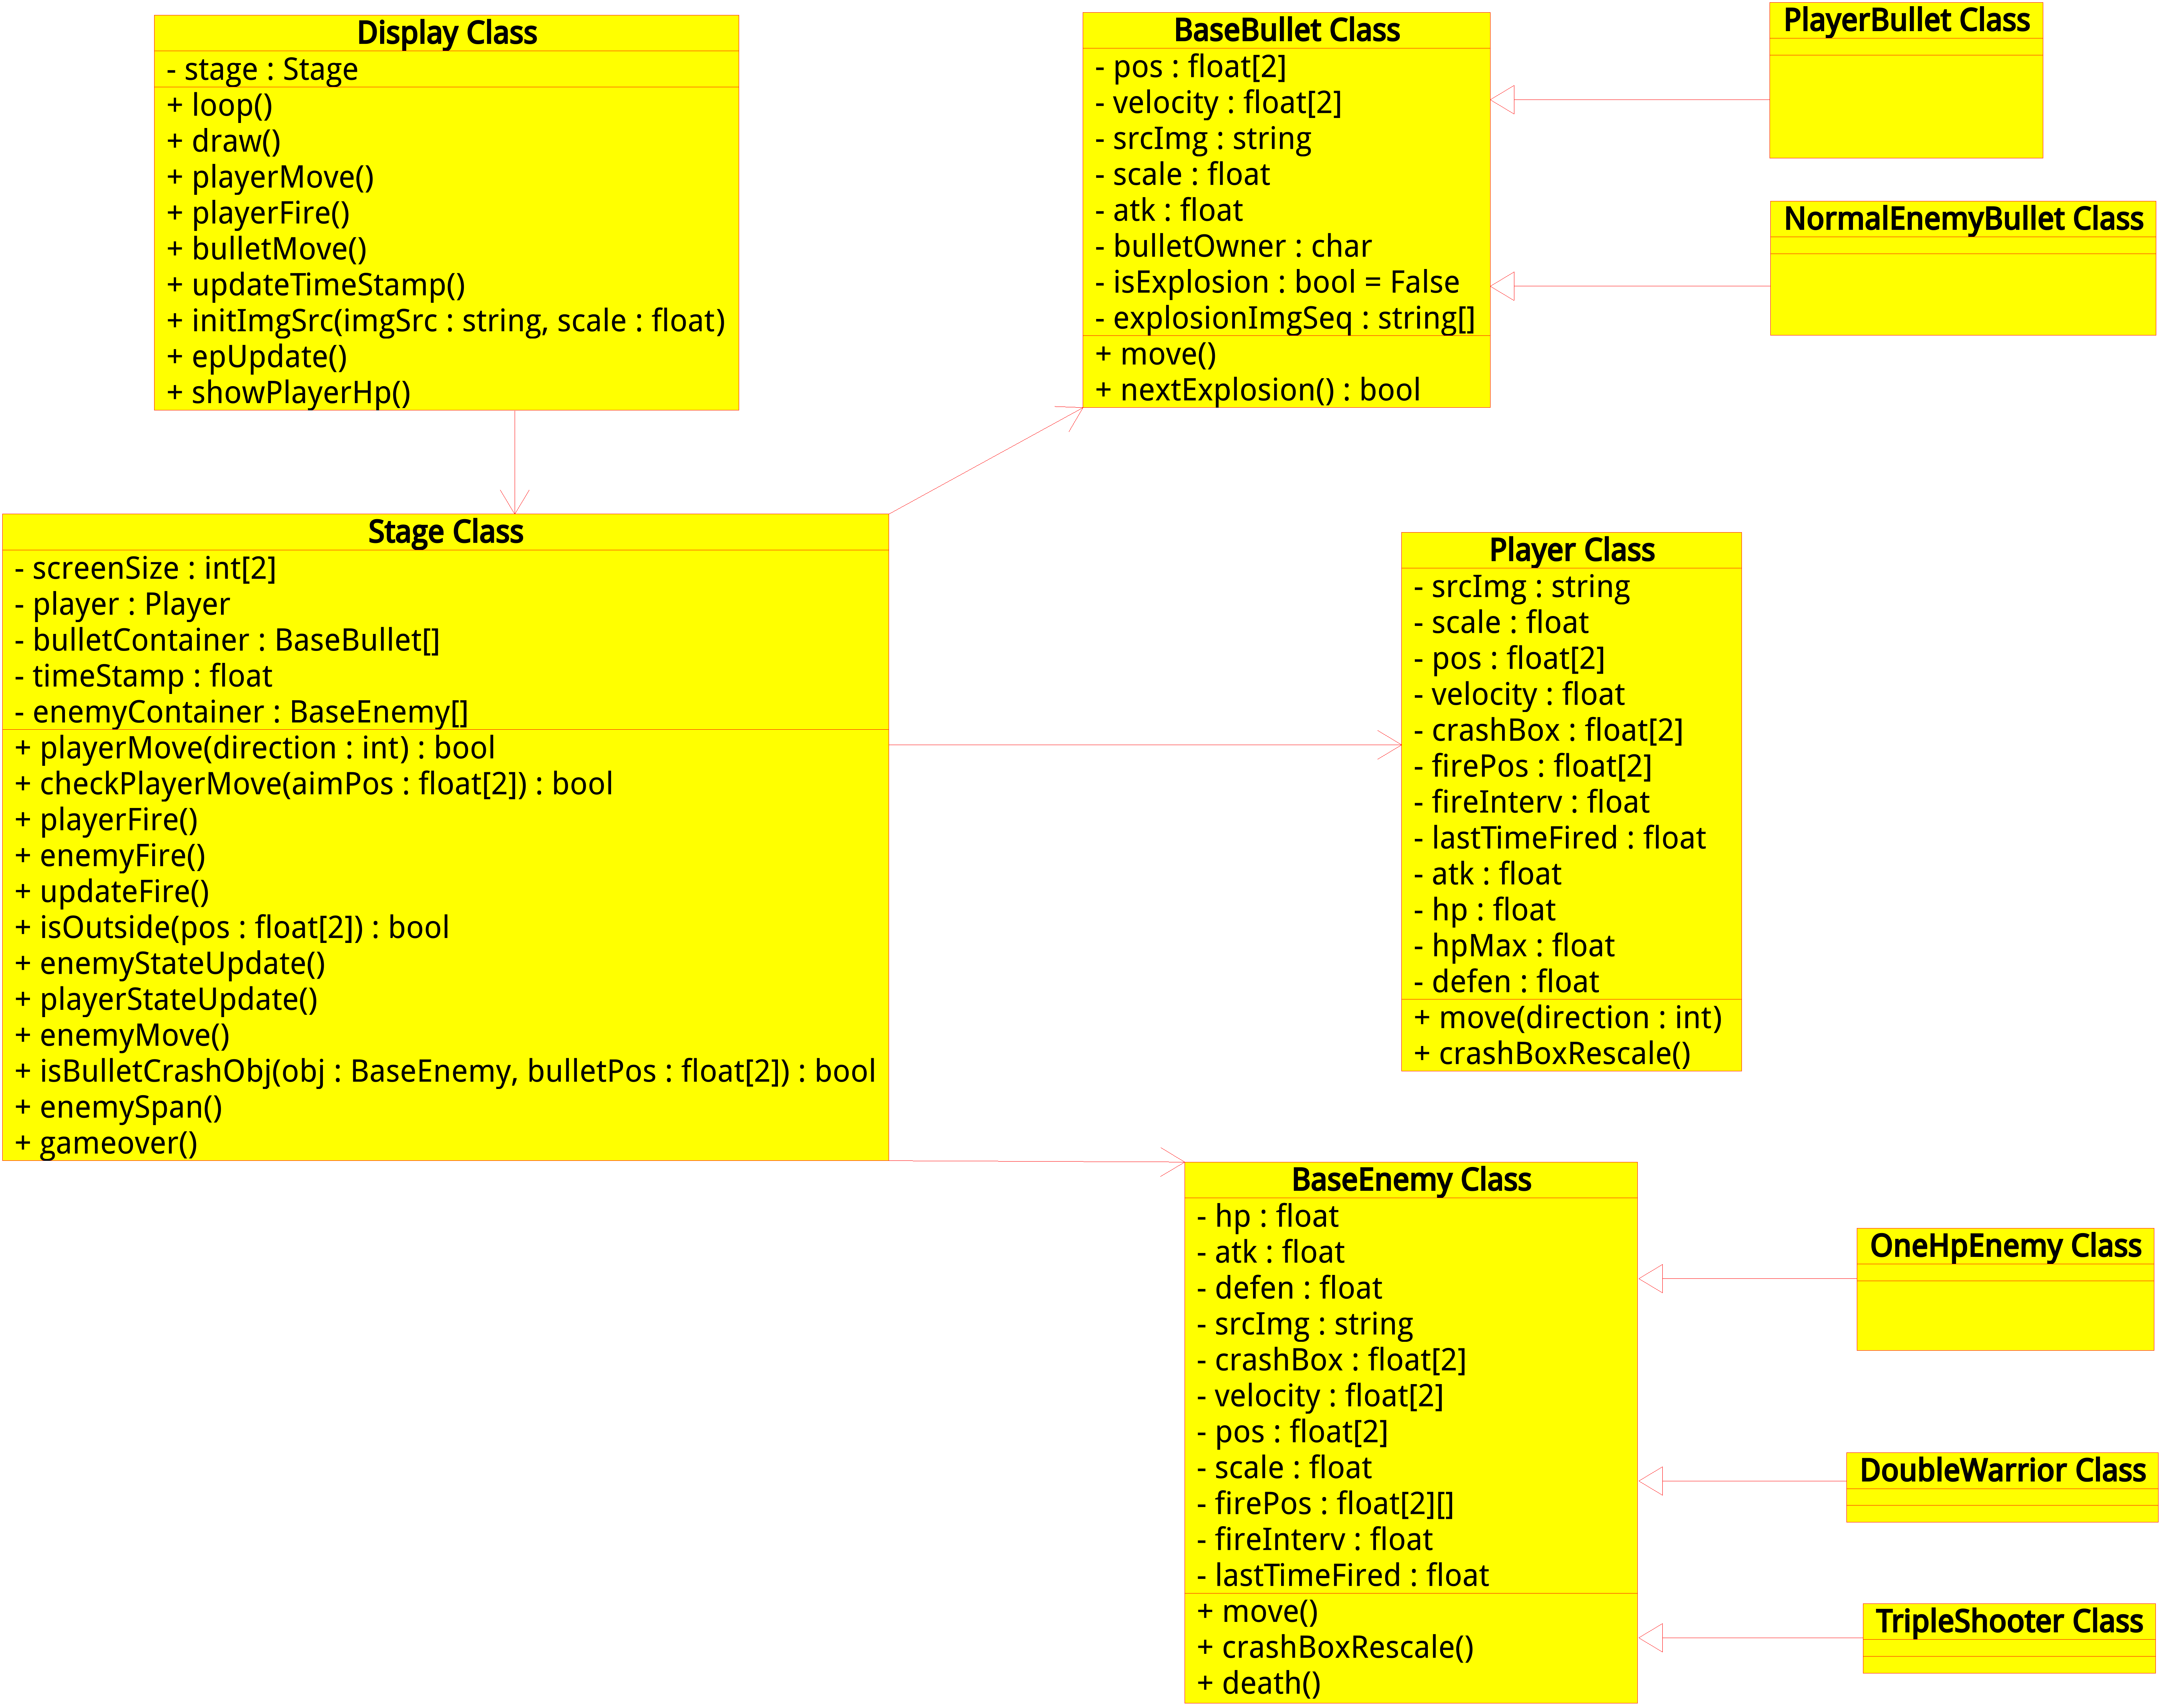 Display Class
- stage : Stage
+ loop()
+ draw()
+ playerMove()
+ playerFire()
+ bulletMove()
+ updateTimeStamp()
+ initImgSrc(imgSrc : string, scale : float)
+ epUpdate()
+ showPlayerHp()
BaseBullet Class
- pos : float[2]
- velocity : float[2]
- srcImg : string
- scale : float
- atk : float
- bulletOwner : char
- isExplosion : bool = False
- explosionImgSeq : string[]
+ move()
+ nextExplosion() : bool
PlayerBullet Class
NormalEnemyBullet Class
Stage Class
- screenSize : int[2]
- player : Player
- bulletContainer : BaseBullet[]
- timeStamp : float
- enemyContainer : BaseEnemy[]
+ playerMove(direction : int) : bool
+ checkPlayerMove(aimPos : float[2]) : bool
+ playerFire()
+ enemyFire()
+ updateFire()
+ isOutside(pos : float[2]) : bool
+ enemyStateUpdate()
+ playerStateUpdate()
+ enemyMove()
+ isBulletCrashObj(obj : BaseEnemy, bulletPos : float[2]) : bool
+ enemySpan()
+ gameover()
Player Class
- srcImg : string
- scale : float
- pos : float[2]
- velocity : float
- crashBox : float[2]
- firePos : float[2]
- fireInterv : float
- lastTimeFired : float
- atk : float
- hp : float
- hpMax : float
- defen : float
+ move(direction : int)
+ crashBoxRescale()
BaseEnemy Class
- hp : float
- atk : float
- defen : float
- srcImg : string
- crashBox : float[2]
- velocity : float[2]
- pos : float[2]
- scale : float
- firePos : float[2][]
- fireInterv : float
- lastTimeFired : float
+ move()
+ crashBoxRescale()
+ death()
OneHpEnemy Class
DoubleWarrior Class
TripleShooter Class